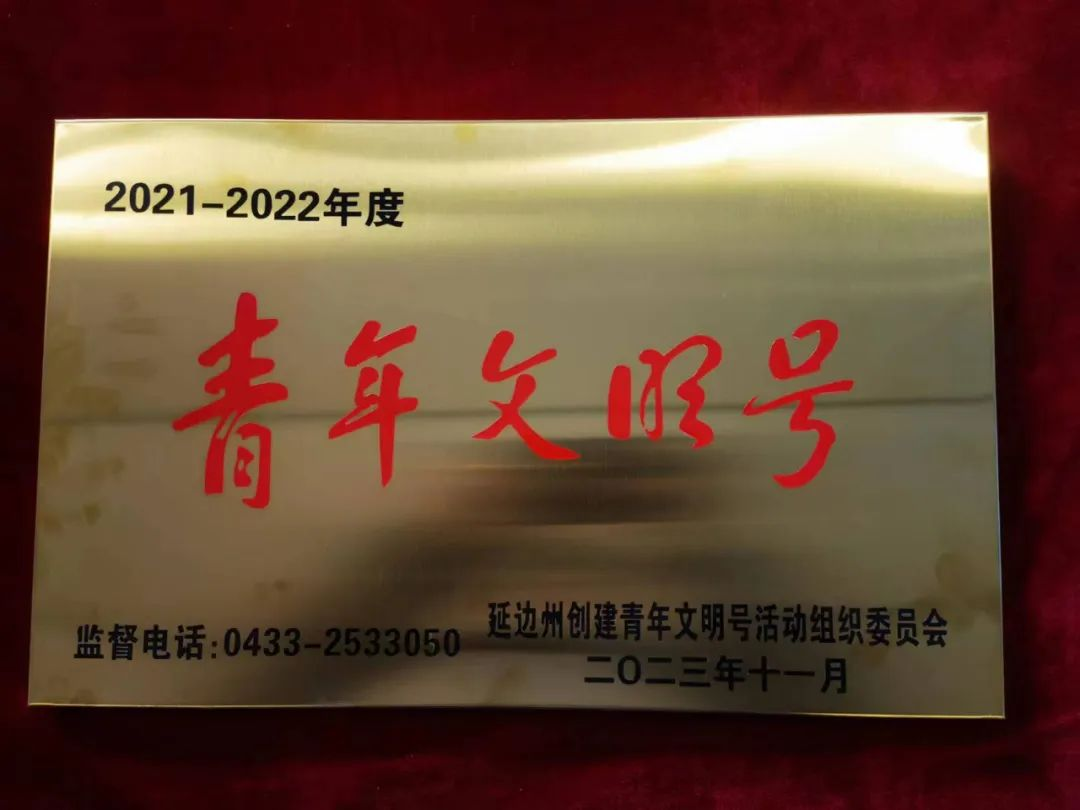 2021-2022年度
青年文明号
监督电话:0433-2533050
延边州创建青年文明号活动组织委员会
二〇二三年十一月